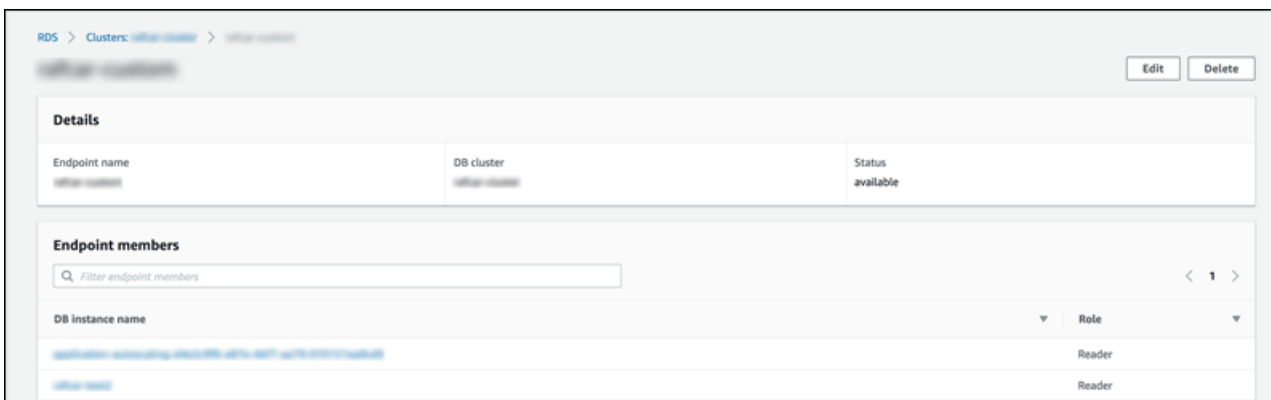 RDS > Clusters: >
Edit Delete
Details
Endpoint name DB cluster Status
available
Endpoint members
Filter endpoint members
< 1 >
DB instance name Role
Reader
Reader